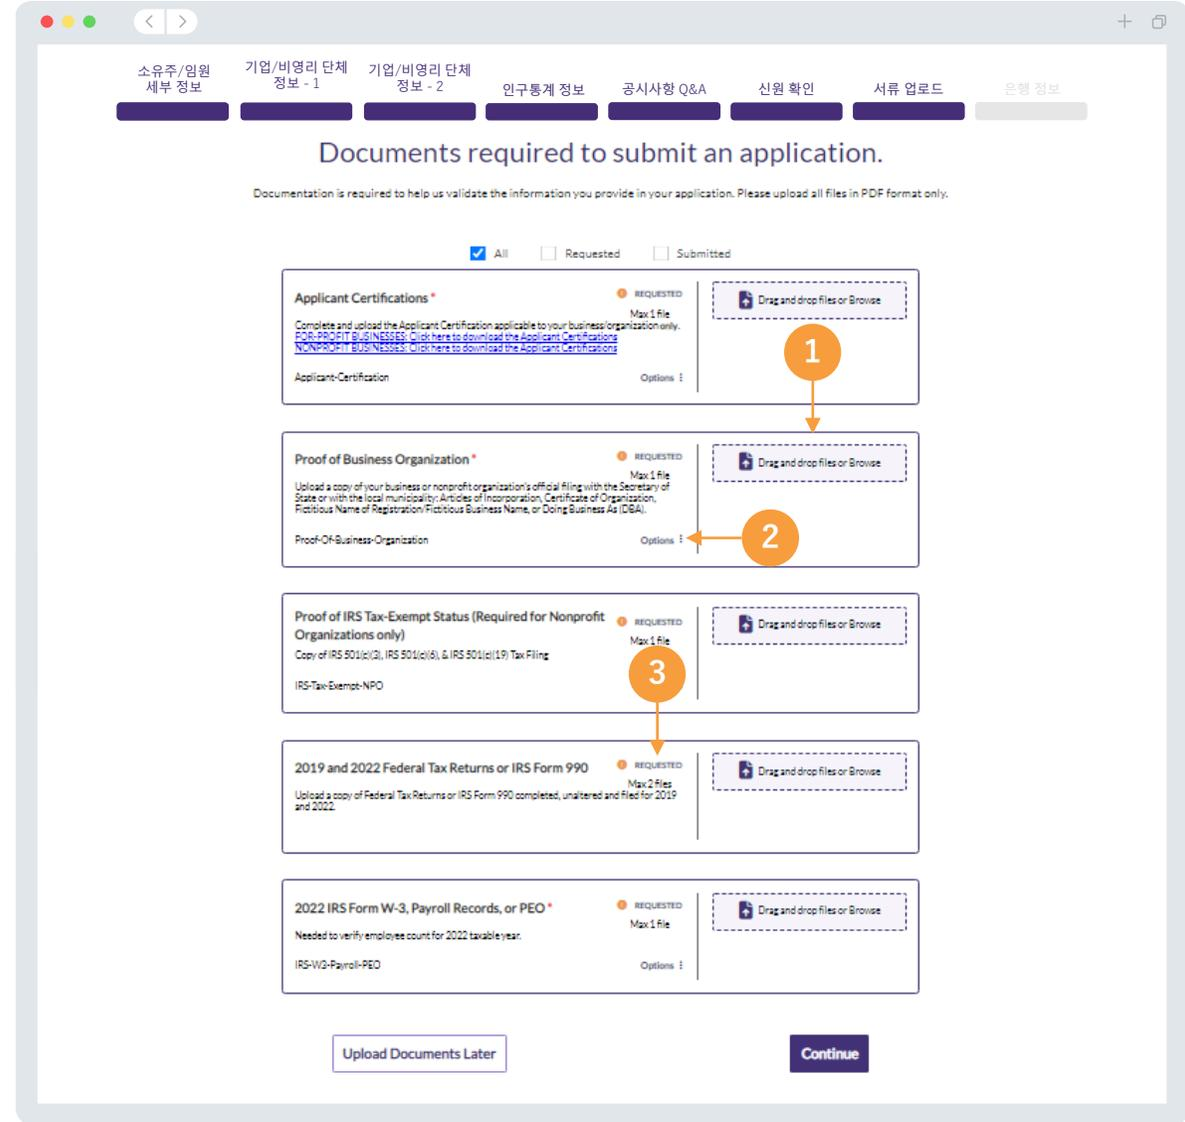 소유주/임원
세부 정보
기업/비영리 단체
정보 - 1
기업/비영리 단체
정보 - 2
인구통계 정보
공시사항 Q&A
신원 확인
서류 업로드
은행 정보
Documents required to submit an application.
Documentation is required to help us validate the information you provide in your application. Please upload all files in PDF format only.
All
Requested
Submitted
Applicant Certifications *
REQUESTED
Max 1 file
Complete and upload the Applicant Certification applicable to your business/organization only.
FOR-PROFIT BUSINESSES: Click here to download the Applicant Certifications
NONPROFIT BUSINESSES: Click here to download the Applicant Certifications
Applicant-Certification
Options
Drag and drop files or Browse
1
Proof of Business Organization *
REQUESTED
Max 1 file
Upload a copy of your business or nonprofit organization's official filing with the Secretary of
State or with the local municipality: Articles of Incorporation, Certificate of Organization,
Fictitious Name of Registration/Fictitious Business Name, or Doing Business As (DBA).
Proof-Of-Business-Organization
Options
Drag and drop files or Browse
2
Proof of IRS Tax-Exempt Status (Required for Nonprofit
Organizations only)
REQUESTED
Max 1 file
Copy of IRS 501(c)(3), IRS 501(c)(6), & IRS 501(c)(19) Tax Filing
IRS-Tax-Exempt-NPO
Drag and drop files or Browse
3
2019 and 2022 Federal Tax Returns or IRS Form 990
REQUESTED
Max 2 files
Upload a copy of Federal Tax Returns or IRS Form 990 completed, unaltered and filed for 2019
and 2022.
Drag and drop files or Browse
2022 IRS Form W-3, Payroll Records, or PEO *
REQUESTED
Max 1 file
Needed to verify employee count for 2022 taxable year.
IRS-W3-Payroll-PEO
Options
Drag and drop files or Browse
Upload Documents Later
Continue